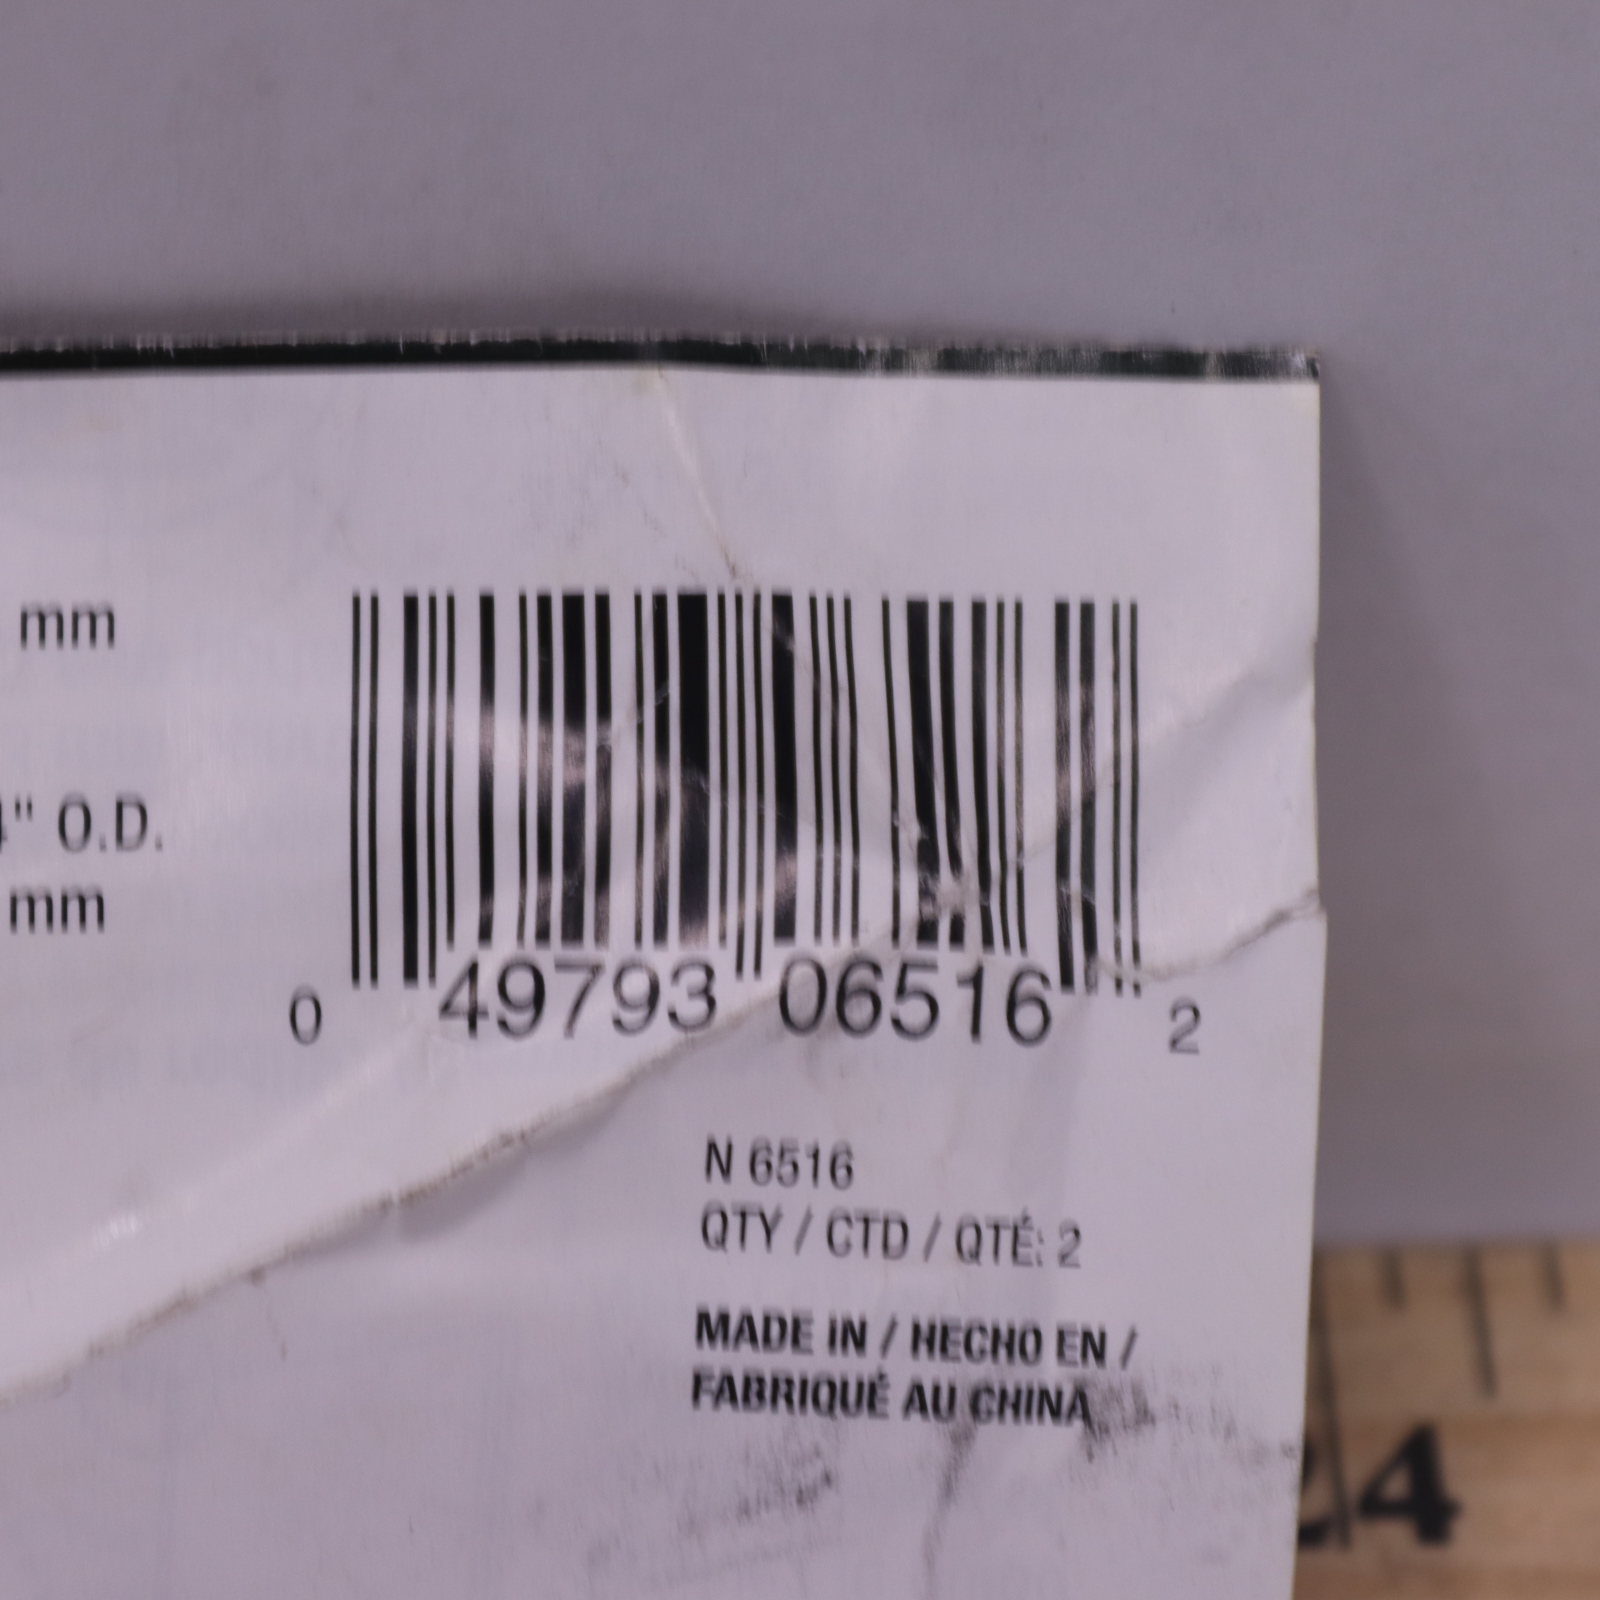 mm
4" O.D.
mm
0 49793 06516 2
N 6516
QTY / CTD / QTÉ: 2
MADE IN / HECHO EN /
FABRIQUÉ AU CHINA
24